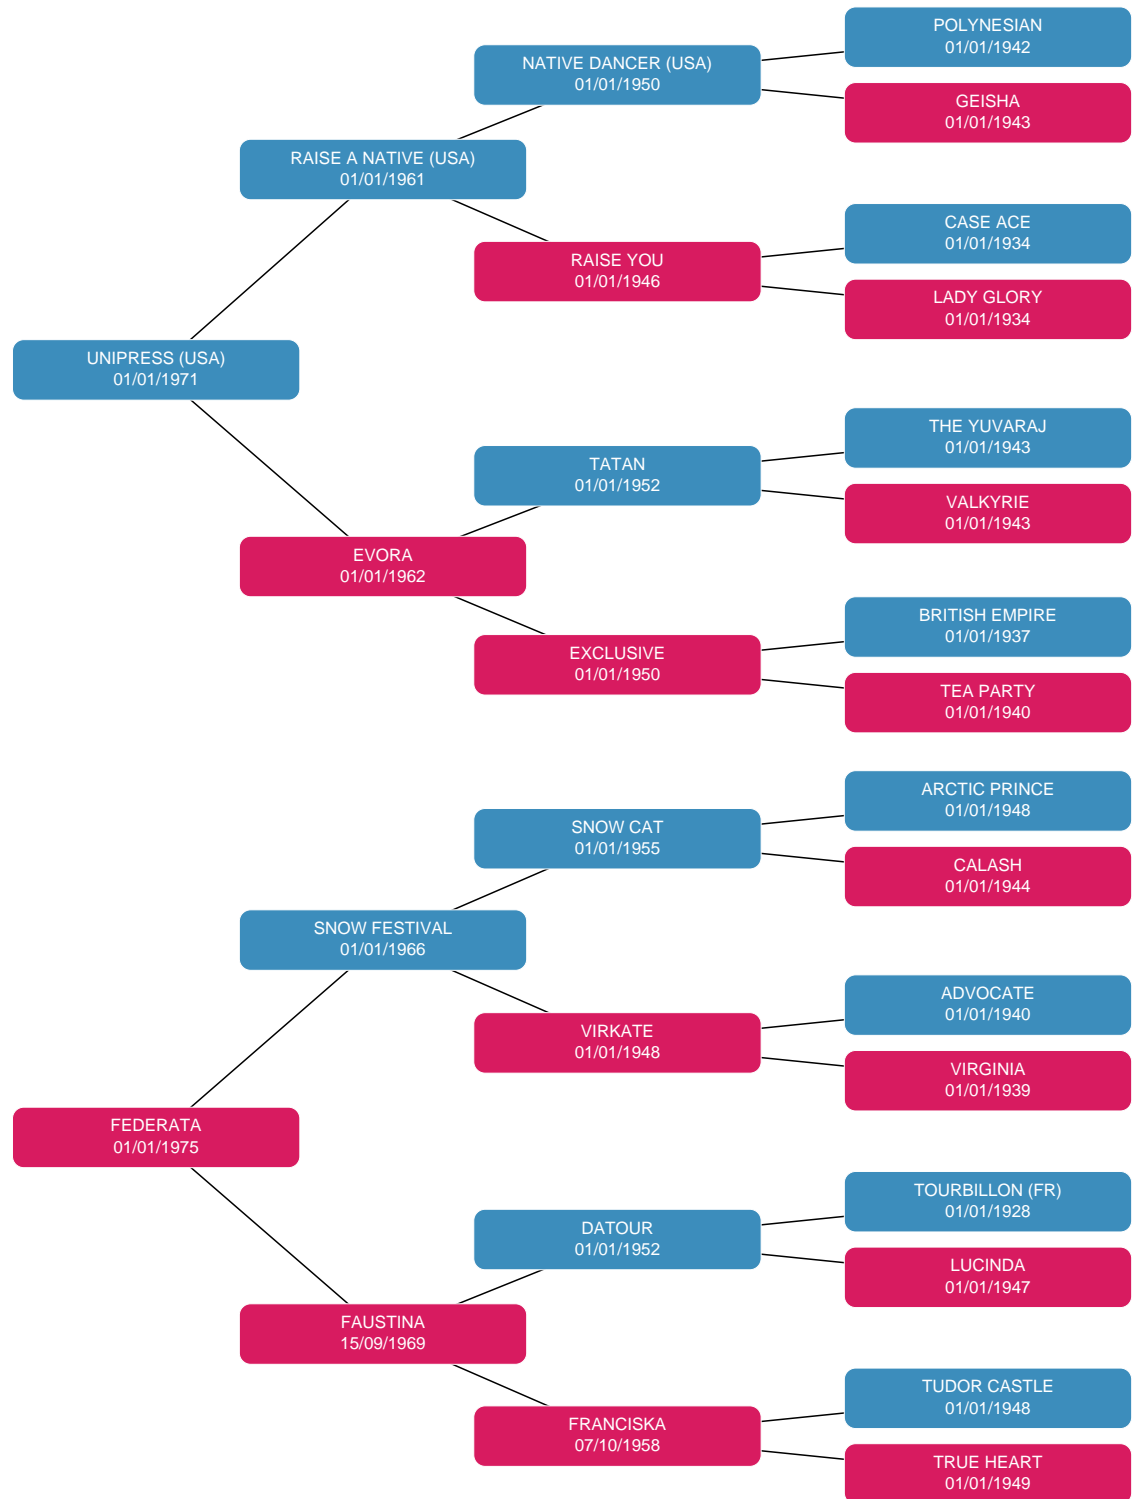 POLYNESIAN
01/01/1942
NATIVE DANCER (USA)
01/01/1950
GEISHA
01/01/1943
RAISE A NATIVE (USA)
01/01/1961
CASE ACE
01/01/1934
RAISE YOU
01/01/1946
LADY GLORY
01/01/1934
UNIPRESS (USA)
01/01/1971
THE YUVARAJ
01/01/1943
TATAN
01/01/1952
VALKYRIE
01/01/1943
EVORA
01/01/1962
BRITISH EMPIRE
01/01/1937
EXCLUSIVE
01/01/1950
TEA PARTY
01/01/1940
ARCTIC PRINCE
01/01/1948
SNOW CAT
01/01/1955
CALASH
01/01/1944
SNOW FESTIVAL
01/01/1966
ADVOCATE
01/01/1940
VIRKATE
01/01/1948
VIRGINIA
01/01/1939
FEDERATA
01/01/1975
TOURBILLON (FR)
01/01/1928
DATOUR
01/01/1952
LUCINDA
01/01/1947
FAUSTINA
15/09/1969
TUDOR CASTLE
01/01/1948
FRANCISKA
07/10/1958
TRUE HEART
01/01/1949